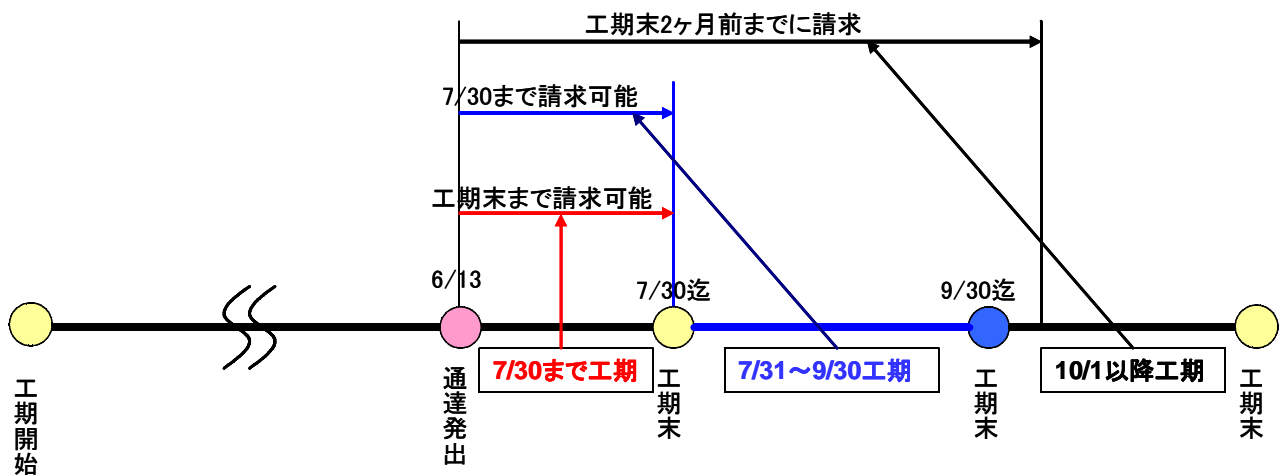 工期末2ヶ月前までに請求
7/30まで請求可能
工期末まで請求可能
6/13
7/30迄
9/30迄
7/30まで工期
7/31～9/30工期
10/1以降工期
工期開始
通達発出
工期末
工期末
工期末